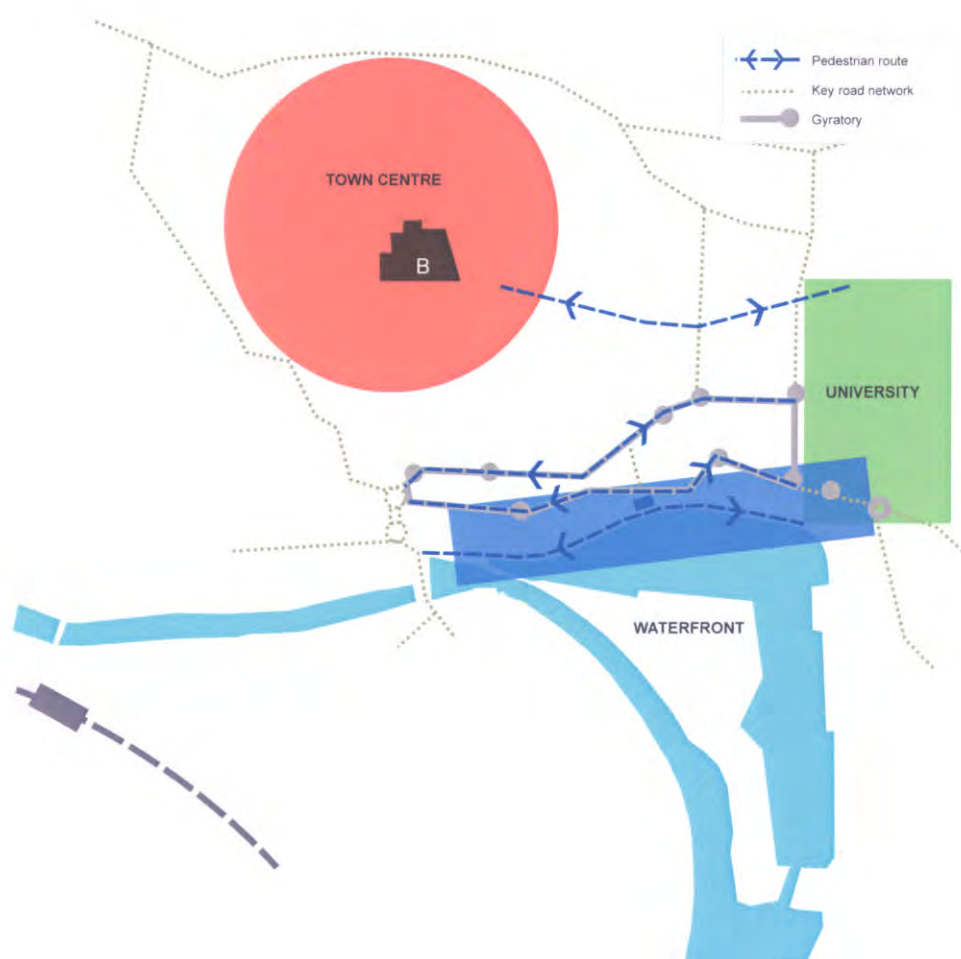 Pedestrian route
Key road network
Gyratory
TOWN CENTRE
B
UNIVERSITY
WATERFRONT